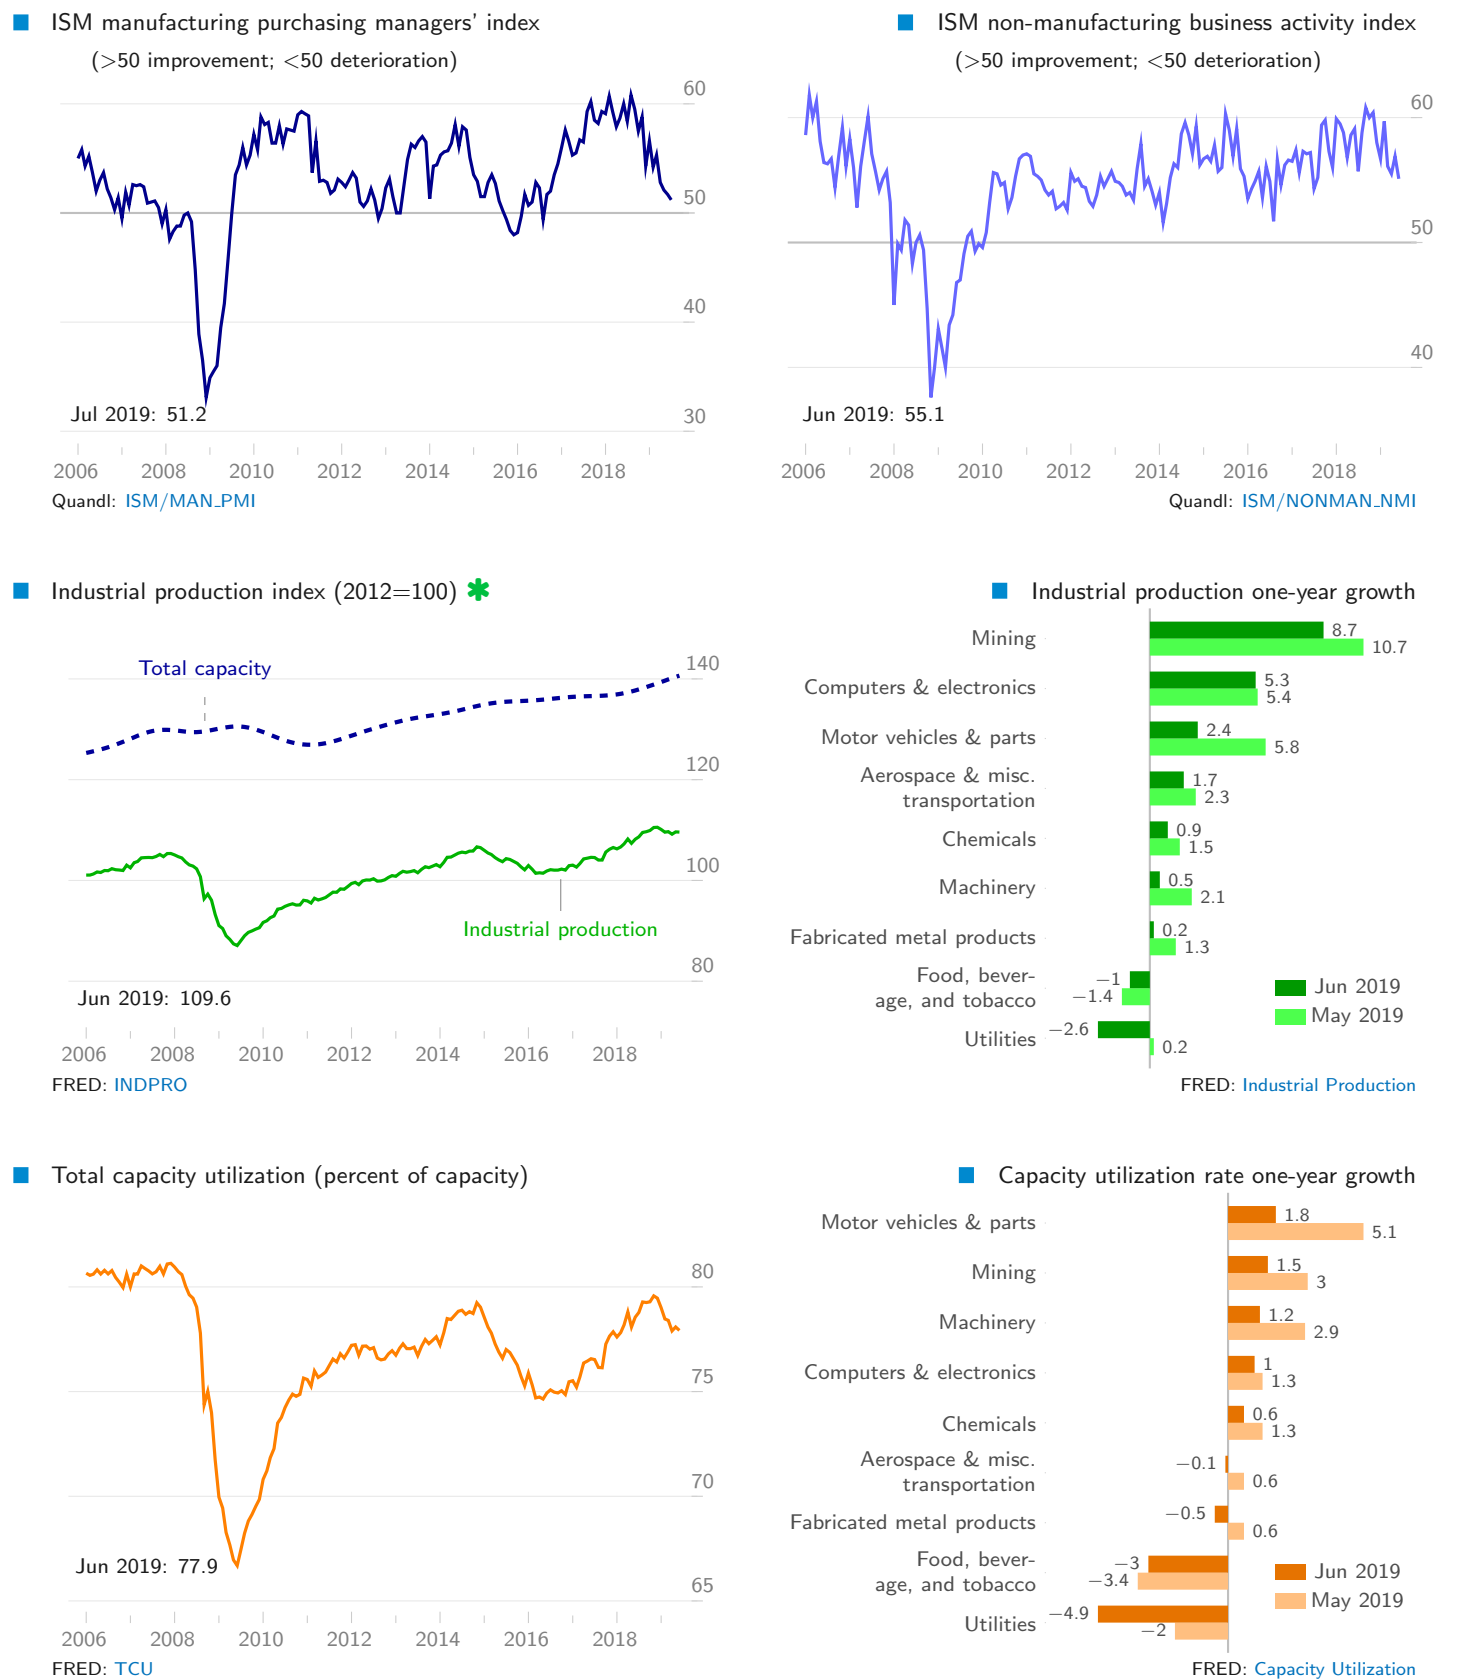 ISM manufacturing purchasing managers' index
(>50 improvement; <50 deterioration)
60
50
40
30
Jul 2019: 51.2
2006 2008 2010 2012 2014 2016 2018
Quandl: ISM/MAN_PMI
ISM non-manufacturing business activity index
(>50 improvement; <50 deterioration)
60
50
40
Jun 2019: 55.1
2006 2008 2010 2012 2014 2016 2018
Quandl: ISM/NONMAN_NMI
Industrial production index (2012=100) ✱
Total capacity
140
120
100
Industrial production
80
Jun 2019: 109.6
2006 2008 2010 2012 2014 2016 2018
FRED: INDPRO
Industrial production one-year growth
Mining 8.7
10.7
Computers & electronics 5.3
5.4
Motor vehicles & parts 2.4
5.8
Aerospace & misc. 1.7
transportation 2.3
Chemicals 0.9
1.5
Machinery 0.5
2.1
Fabricated metal products 0.2
1.3
Food, bever- −1
age, and tobacco −1.4
Utilities −2.6
0.2
Jun 2019
May 2019
FRED: Industrial Production
Total capacity utilization (percent of capacity)
80
75
70
65
Jun 2019: 77.9
2006 2008 2010 2012 2014 2016 2018
FRED: TCU
Capacity utilization rate one-year growth
Motor vehicles & parts 1.8
5.1
Mining 1.5
3
Machinery 1.2
2.9
Computers & electronics 1
1.3
Chemicals 0.6
1.3
Aerospace & misc. −0.1
transportation 0.6
Fabricated metal products −0.5
0.6
Food, bever- −3
age, and tobacco −3.4
Utilities −4.9
−2
Jun 2019
May 2019
FRED: Capacity Utilization